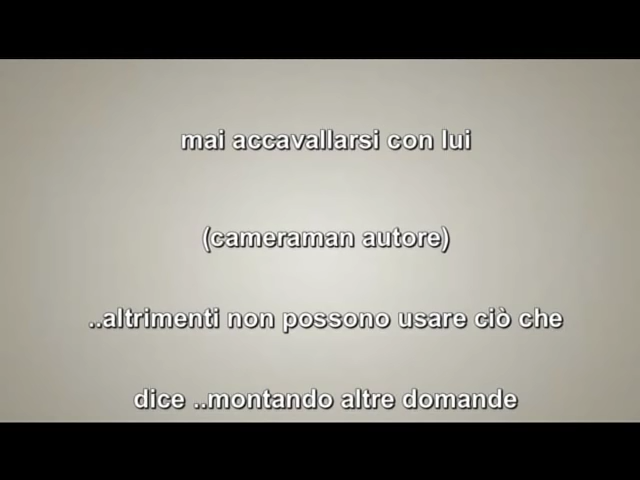 mai accavallarsi con lui
(cameraman autore)
..altrimenti non possono usare ciò che
dice ..montando altre domande